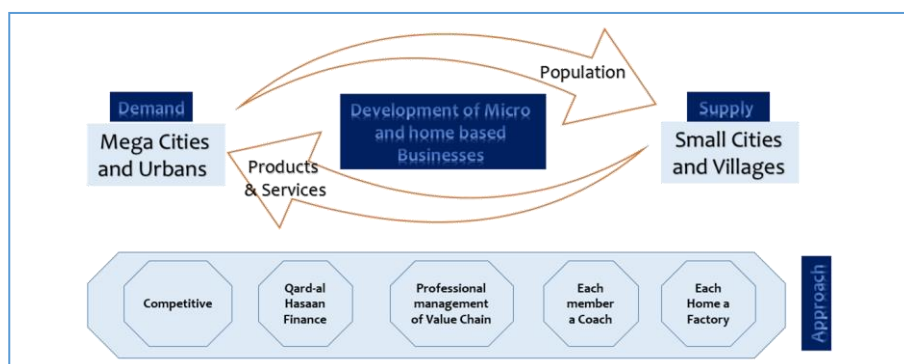 Population
Demand
Mega Cities
and Urbans
Development of Micro
and home based
Businesses
Supply
Small Cities
and Villages
Products
& Services
Competitive
Qard-al
Hasaan
Finance
Professional
management
of Value Chain
Each
member
a Coach
Each
Home a
Factory
Approach